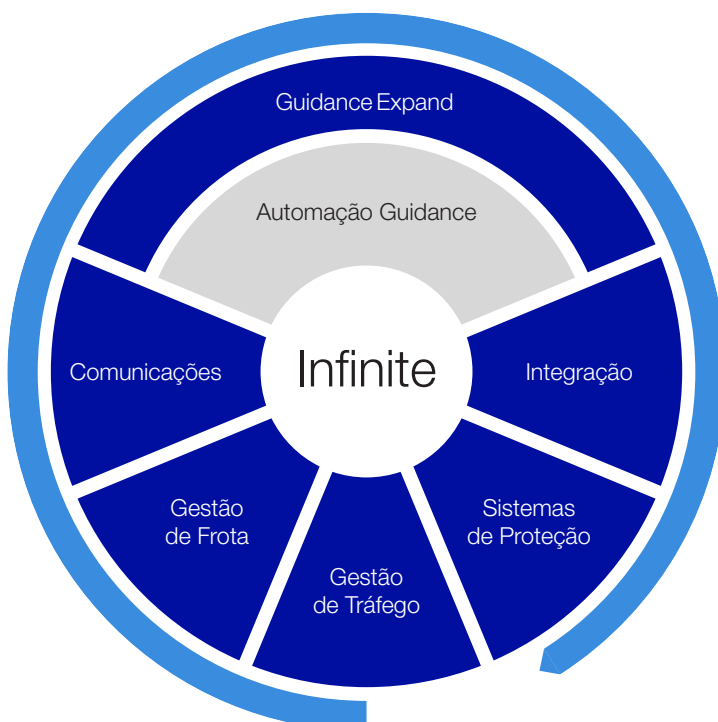 Guidance Expand
Automação Guidance
Comunicações
Infinite
Integração
Gestão
de Frota
Sistemas
de Proteção
Gestão
de Tráfego